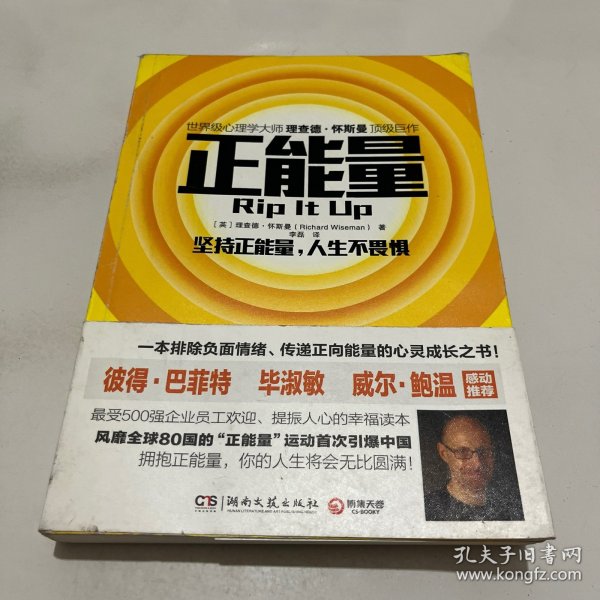 世界级心理学大师 理查德·怀斯曼 顶级巨作
正能量
Rip It Up
[英] 理查德·怀斯曼（Richard Wiseman） 著
李磊 译
坚持正能量，人生不畏惧
一本排除负面情绪、传递正向能量的心灵成长之书！
彼得·巴菲特 毕淑敏 威尔·鲍温 感动推荐
最受500强企业员工欢迎、提振人心的幸福读本
风靡全球80国的“正能量”运动首次引爆中国
拥抱正能量，你的人生将会无比圆满！
湖南文艺出版社
HUNAN LITERATURE AND ART PUBLISHING HOUSE
博集天卷
CS-BOOKY
孔夫子旧书网
www.kongfz.com